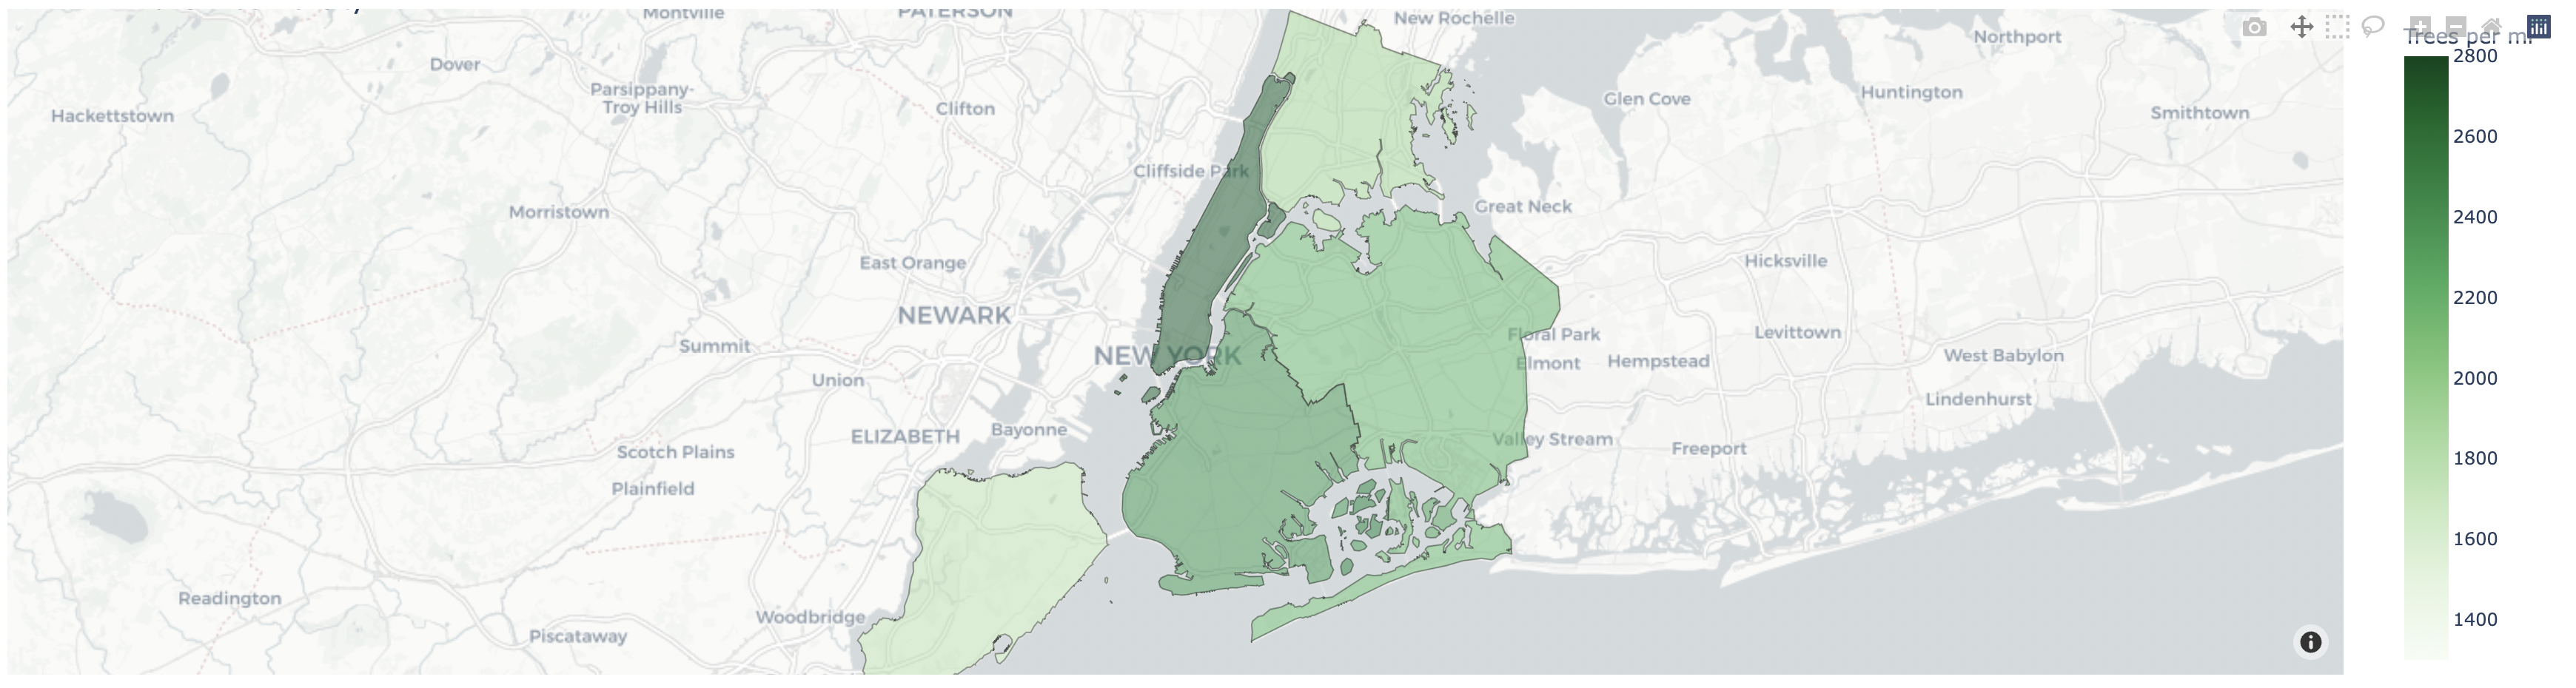 Montville
PATERSON
New Rochelle
Northport
Trees per mi
Dover
Parsippany-
Troy Hills
Clifton
Glen Cove
Huntington
Hackettstown
Smithtown
Cliffside Park
Morristown
Great Neck
East Orange
Hicksville
NEWARK
Floral Park
Levittown
Summit
NEW YORK
Elmont
Hempstead
West Babylon
Union
Lindenhurst
ELIZABETH
Bayonne
Valley Stream
Freeport
Scotch Plains
Plainfield
Readington
Woodbridge
Piscataway
2800
2600
2400
2200
2000
1800
1600
1400